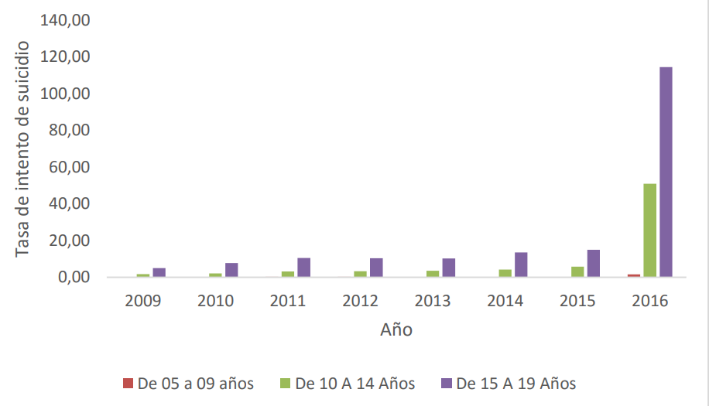 140,00
120,00
100,00
80,00
60,00
40,00
20,00
0,00
Tasa de intento de suicidio
2009 2010 2011 2012 2013 2014 2015 2016
Año
De 05 a 09 años De 10 A 14 Años De 15 A 19 Años